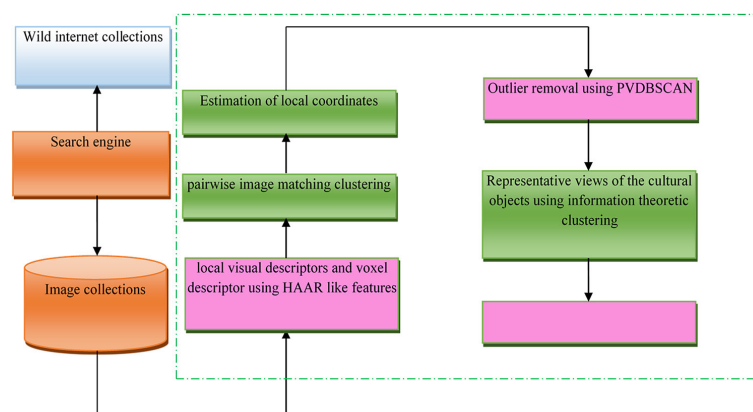 Wild internet collections
Search engine
Image collections
Estimation of local coordinates
pairwise image matching clustering
local visual descriptors and voxel
descriptor using HAAR like features
Outlier removal using PVDBSCAN
Representative views of the cultural
objects using information theoretic
clustering